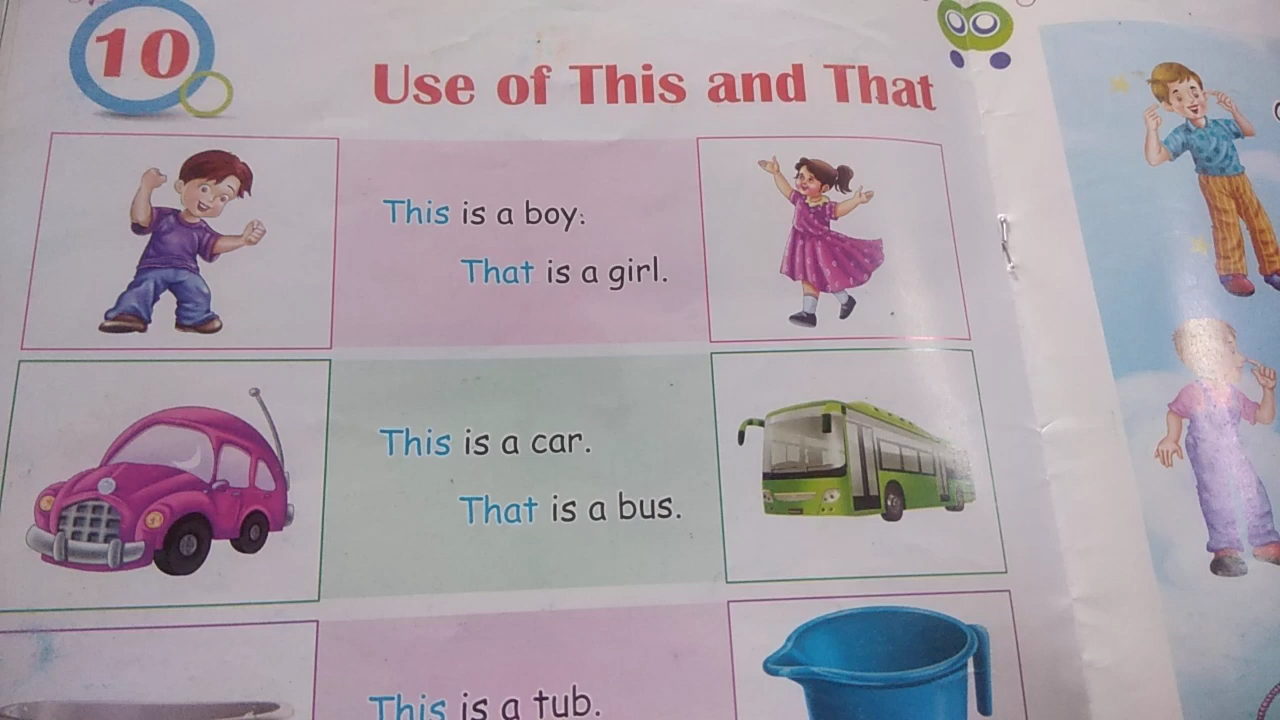 10
Use of This and That
This is a boy.
That is a girl.
This is a car.
That is a bus.
This is a tub.